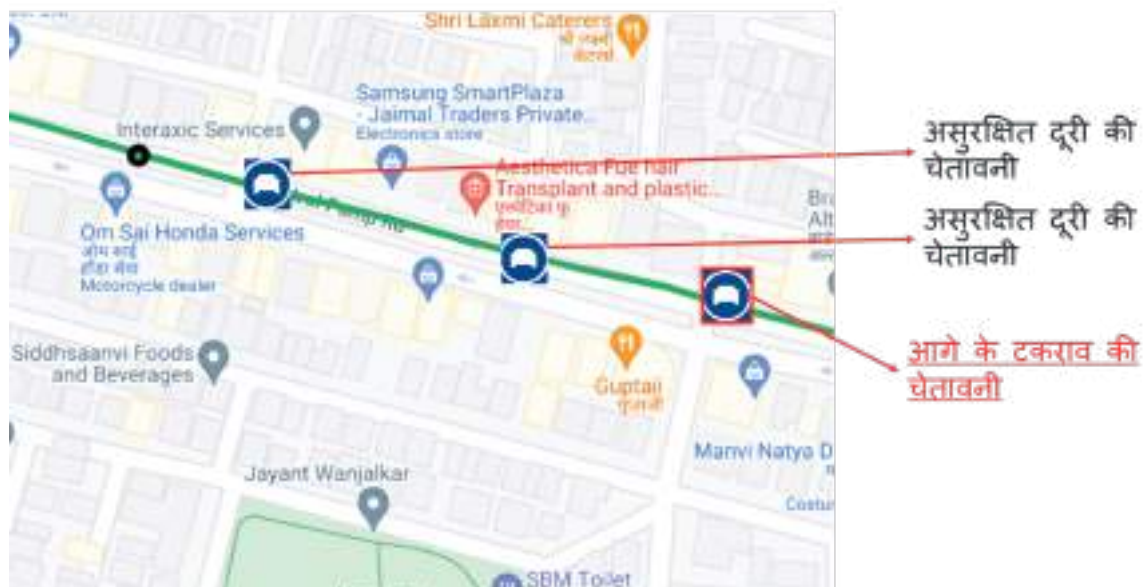 Shri Laxmi Caterers
Samsung SmartPlaza
- Jaimal Traders Private...
Electronics store
Interaxic Services
Aesthetica Fue hair
Transplant and plastic...
Om Sai Honda Services
Motorcycle dealer
Siddhsaanvi Foods
and Beverages
Guptaji
Manvi Natya D
Jayant Wanjalkar
SBM Toilet
असुरक्षित दूरी की
चेतावनी
असुरक्षित दूरी की
चेतावनी
आगे के टकराव की
चेतावनी